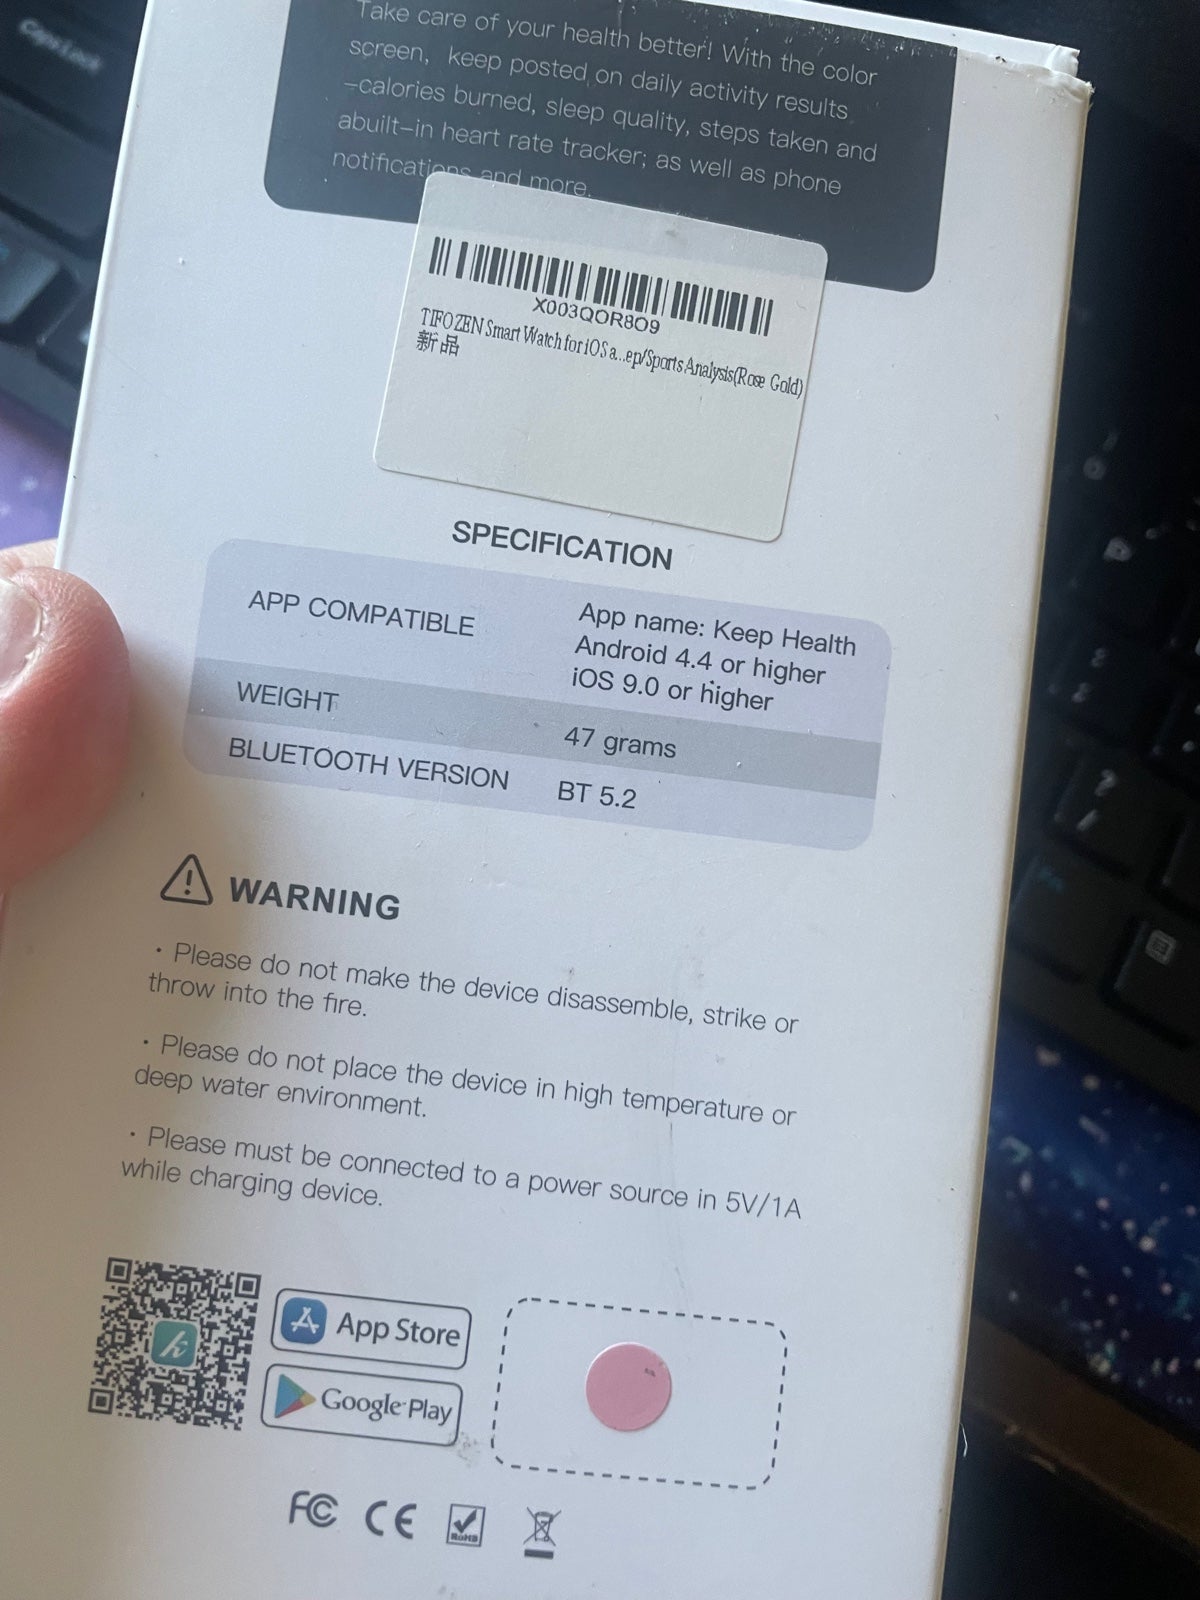 Caps Lock
Take care of your health better! With the color
screen, keep posted on daily activity results
-calories burned, sleep quality, steps taken and
abuilt-in heart rate tracker; as well as phone
notifications and more.
X003QOR8O9
TIFOZEN Smart Watch for iOS a...ep/Sports Analysis(Rose Gold)
新品
SPECIFICATION
APP COMPATIBLE
App name: Keep Health
Android 4.4 or higher
iOS 9.0 or higher
WEIGHT
47 grams
BLUETOOTH VERSION
BT 5.2
WARNING
· Please do not make the device disassemble, strike or
throw into the fire.
· Please do not place the device in high temperature or
deep water environment.
· Please must be connected to a power source in 5V/1A
while charging device.
k
App Store
Google Play
FC CE RoHS